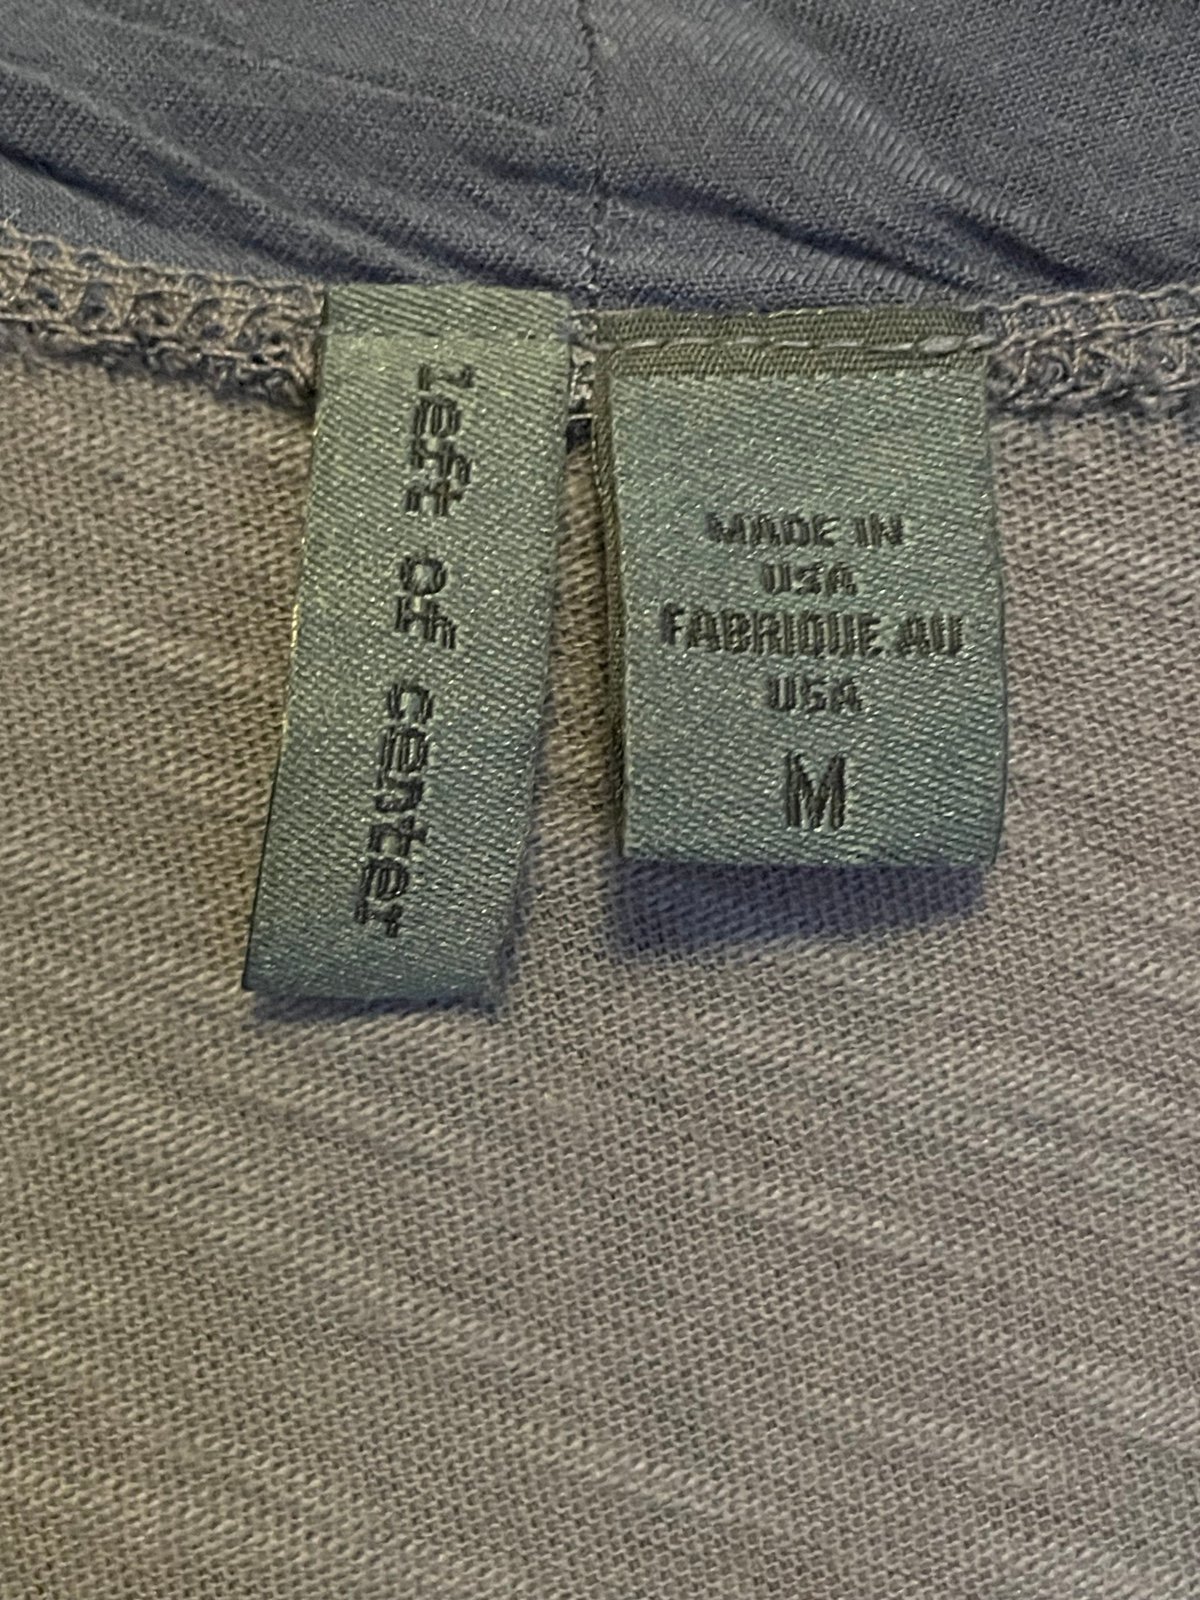 left of center
MADE IN
USA
FABRIQUE AU
USA
M